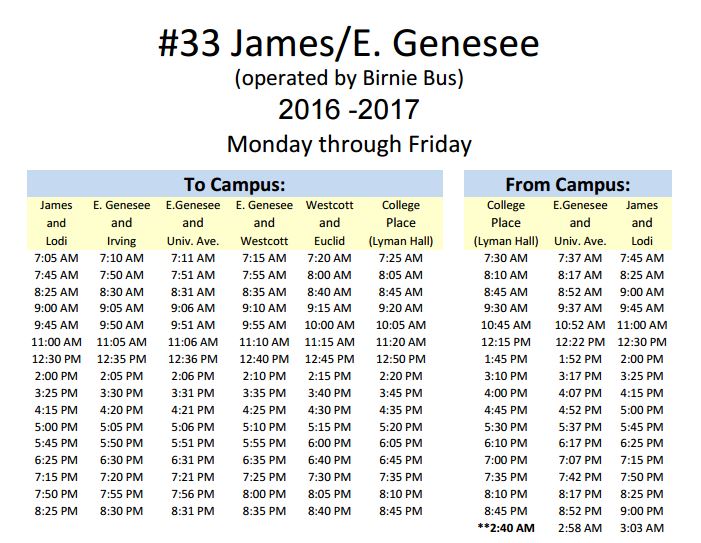 #33 James/E. Genesee
(operated by Birnie Bus)
2016 -2017
Monday through Friday
To Campus: From Campus:
James E. Genesee E.Genesee E. Genesee Westcott College College E.Genesee James
and and and and and Place Place and and
Lodi Irving Univ. Ave. Westcott Euclid (Lyman Hall) (Lyman Hall) Univ. Ave. Lodi
7:05 AM 7:10 AM 7:11 AM 7:15 AM 7:20 AM 7:25 AM 7:30 AM 7:37 AM 7:45 AM
7:45 AM 7:50 AM 7:51 AM 7:55 AM 8:00 AM 8:05 AM 8:10 AM 8:17 AM 8:25 AM
8:25 AM 8:30 AM 8:31 AM 8:35 AM 8:40 AM 8:45 AM 8:45 AM 8:52 AM 9:00 AM
9:00 AM 9:05 AM 9:06 AM 9:10 AM 9:15 AM 9:20 AM 9:30 AM 9:37 AM 9:45 AM
9:45 AM 9:50 AM 9:51 AM 9:55 AM 10:00 AM 10:05 AM 10:45 AM 10:52 AM 11:00 AM
11:00 AM 11:05 AM 11:06 AM 11:10 AM 11:15 AM 11:20 AM 12:15 PM 12:22 PM 12:30 PM
12:30 PM 12:35 PM 12:36 PM 12:40 PM 12:45 PM 12:50 PM 1:45 PM 1:52 PM 2:00 PM
2:00 PM 2:05 PM 2:06 PM 2:10 PM 2:15 PM 2:20 PM 3:10 PM 3:17 PM 3:25 PM
3:25 PM 3:30 PM 3:31 PM 3:35 PM 3:40 PM 3:45 PM 4:00 PM 4:07 PM 4:15 PM
4:15 PM 4:20 PM 4:21 PM 4:25 PM 4:30 PM 4:35 PM 4:45 PM 4:52 PM 5:00 PM
5:00 PM 5:05 PM 5:06 PM 5:10 PM 5:15 PM 5:20 PM 5:30 PM 5:37 PM 5:45 PM
5:45 PM 5:50 PM 5:51 PM 5:55 PM 6:00 PM 6:05 PM 6:10 PM 6:17 PM 6:25 PM
6:25 PM 6:30 PM 6:31 PM 6:35 PM 6:40 PM 6:45 PM 7:00 PM 7:07 PM 7:15 PM
7:15 PM 7:20 PM 7:21 PM 7:25 PM 7:30 PM 7:35 PM 7:35 PM 7:42 PM 7:50 PM
7:50 PM 7:55 PM 7:56 PM 8:00 PM 8:05 PM 8:10 PM 8:10 PM 8:17 PM 8:25 PM
8:25 PM 8:30 PM 8:31 PM 8:35 PM 8:40 PM 8:45 PM 8:45 PM 8:52 PM 9:00 PM
**2:40 AM 2:58 AM 3:03 AM